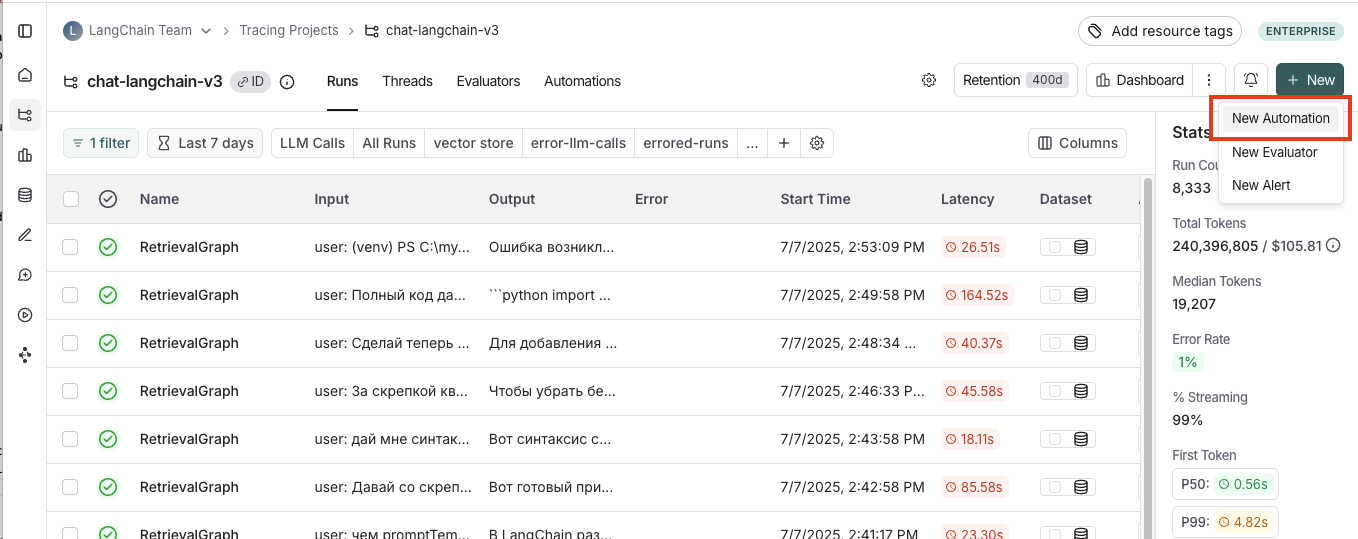 LangChain Team > Tracing Projects > chat-langchain-v3
Add resource tags ENTERPRISE
chat-langchain-v3 ID Runs Threads Evaluators Automations Retention 400d Dashboard + New
New Automation
New Evaluator
New Alert
1 filter Last 7 days LLM Calls All Runs vector store error-llm-calls errored-runs ... + Columns
Name Input Output Error Start Time Latency Dataset
RetrievalGraph user: (venv) PS C:\my... Ошибка возникл... 7/7/2025, 2:53:09 PM 26.51s
RetrievalGraph user: Полный код да... ```python import ... 7/7/2025, 2:49:58 PM 164.52s
RetrievalGraph user: Сделай теперь ... Для добавления ... 7/7/2025, 2:48:34 ... 40.37s
RetrievalGraph user: За скрепкой кв... Чтобы убрать бе... 7/7/2025, 2:46:33 P... 45.58s
RetrievalGraph user: дай мне синтак... Вот синтаксис с... 7/7/2025, 2:43:58 PM 18.11s
RetrievalGraph user: Давай со скреп... Вот готовый при... 7/7/2025, 2:42:58 PM 85.58s
RetrievalGraph user: чем promptTem... В LangChain раз... 7/7/2025, 2:41:17 PM 23.30s
Stats
Run Cou
8,333
Total Tokens
240,396,805 / $105.81
Median Tokens
19,207
Error Rate
1%
% Streaming
99%
First Token
P50: 0.56s
P99: 4.82s